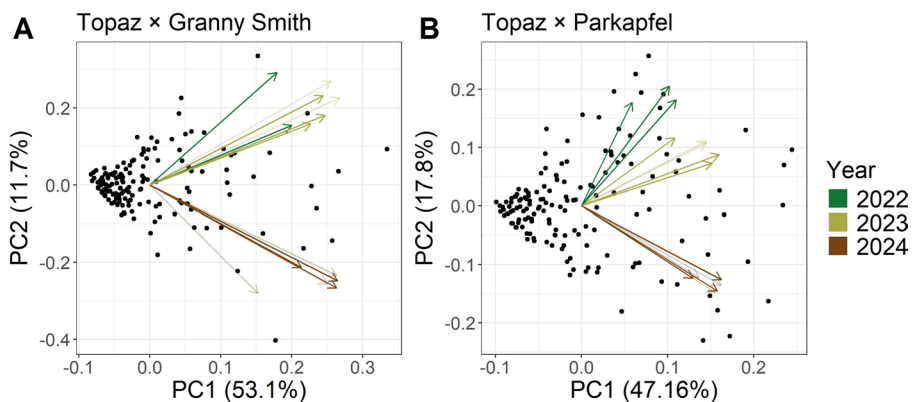 A
Topaz × Granny Smith
PC2 (11.7%)
0.2
0.0
-0.2
-0.4
-0.1
0.0
0.1
0.2
0.3
PC1 (53.1%)
B
Topaz × Parkapfel
PC2 (17.8%)
0.2
0.1
0.0
-0.1
-0.2
-0.1
0.0
0.1
0.2
PC1 (47.16%)
Year
2022
2023
2024